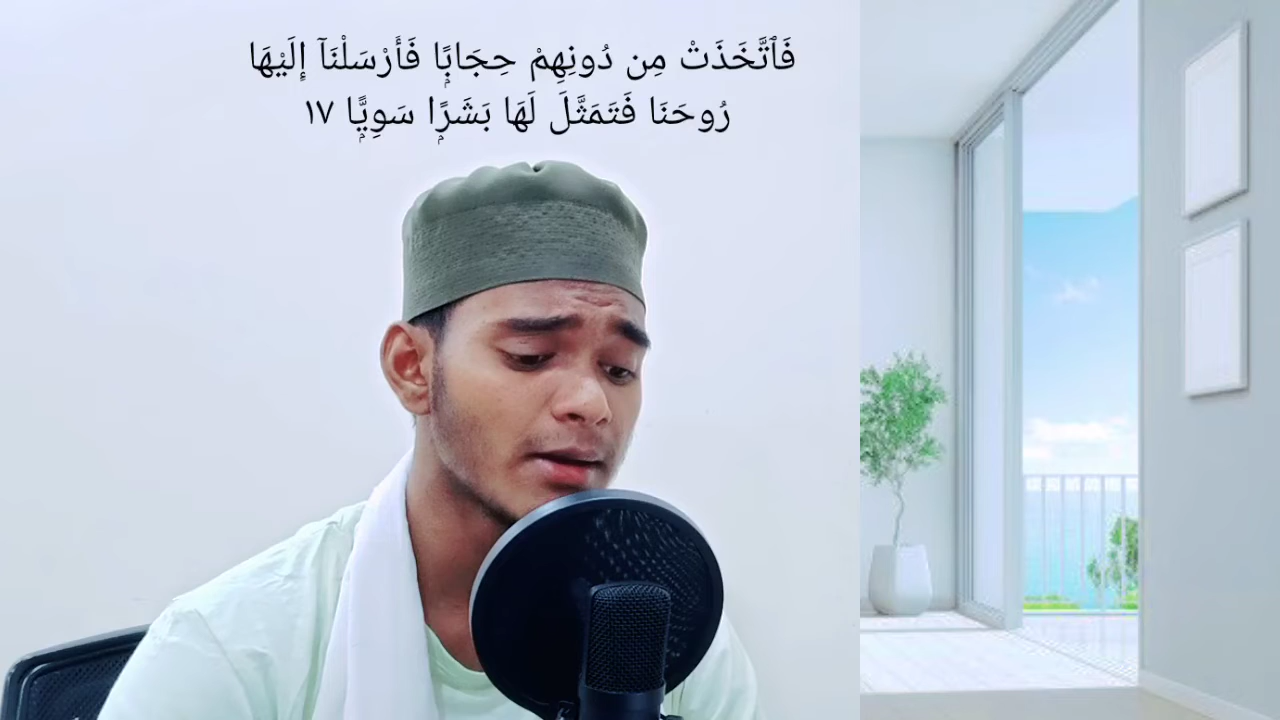 فَٱتَّخَذَتْ مِن دُونِهِمْ حِجَابٗا فَأَرْسَلْنَآ إِلَيْهَا
رُوحَنَا فَتَمَثَّلَ لَهَا بَشَرٗا سَوِيّٗا ١٧